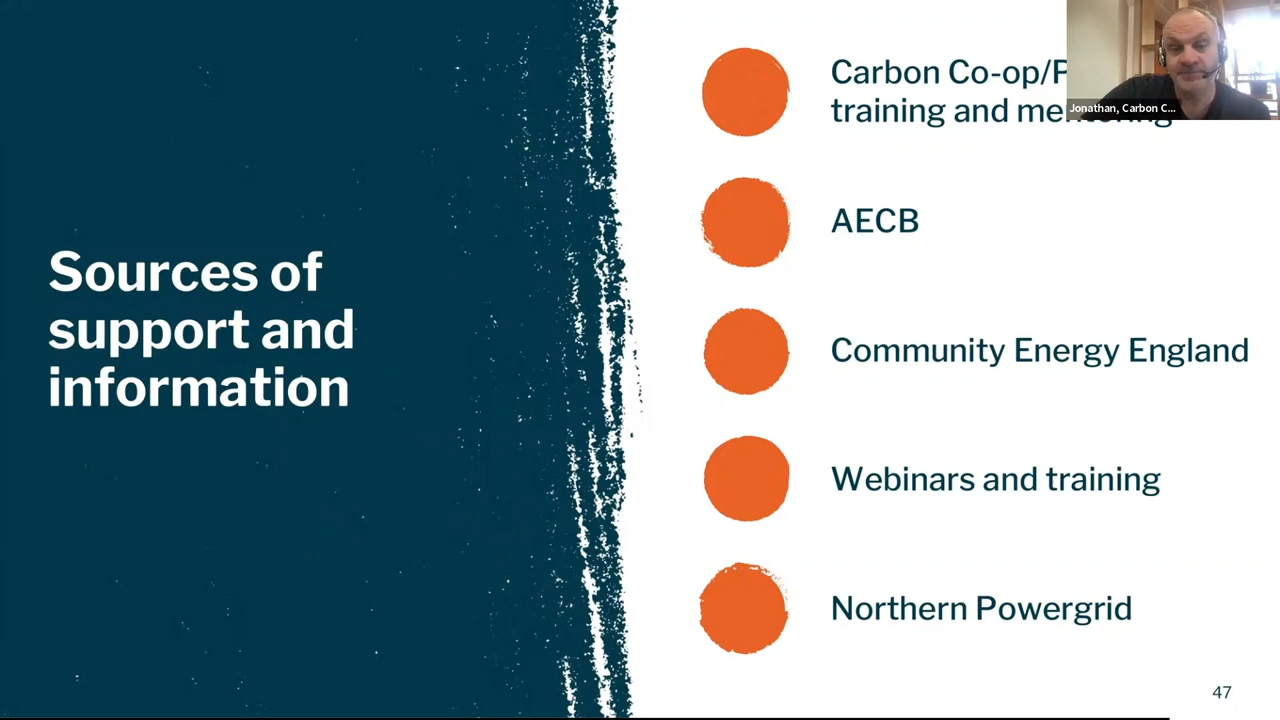 Sources of
support and
information
Carbon Co-op/P
training and mentoring
AECB
Community Energy England
Webinars and training
Northern Powergrid
47
Jonathan, Carbon C...